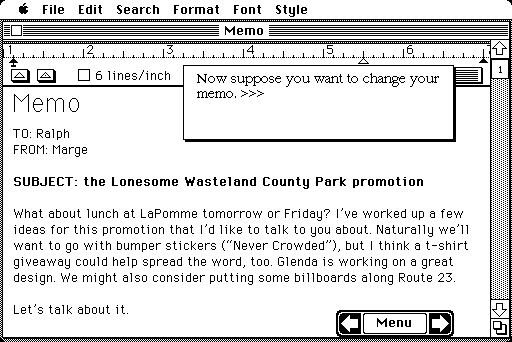 File Edit Search Format Font Style
Memo
1 2 3 4 5 6
6 lines/inch
Now suppose you want to change your
memo. >>>
1
Memo
TO: Ralph
FROM: Marge
SUBJECT: the Lonesome Wasteland County Park promotion
What about lunch at LaPomme tomorrow or Friday? I've worked up a few
ideas for this promotion that I'd like to talk to you about. Naturally we'll
want to go with bumper stickers (“Never Crowded”), but I think a t-shirt
giveaway could help spread the word, too. Glenda is working on a great
design. We might also consider putting some billboards along Route 23.
Let's talk about it.
Menu